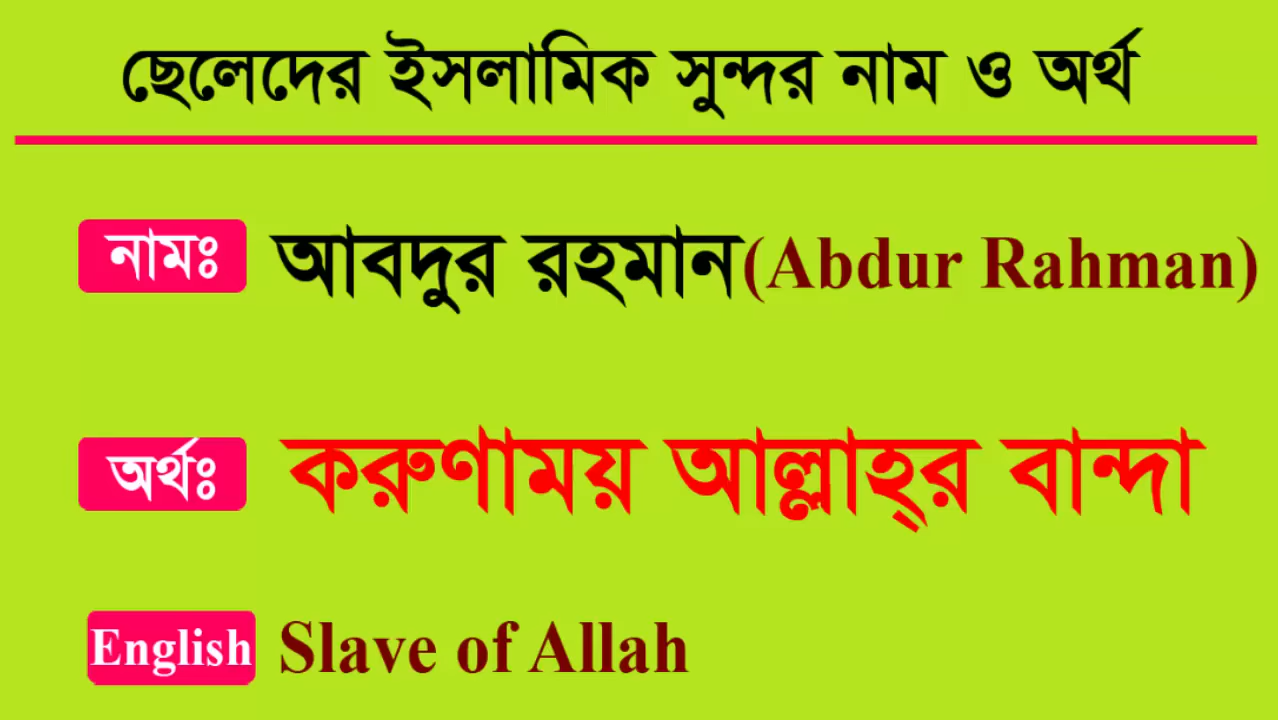 ছেলেদের ইসলামিক সুন্দর নাম ও অর্থ
নামঃ আবদুর রহমান(Abdur Rahman)
অর্থঃ করুণাময় আল্লাহ্‌র বান্দা
English Slave of Allah